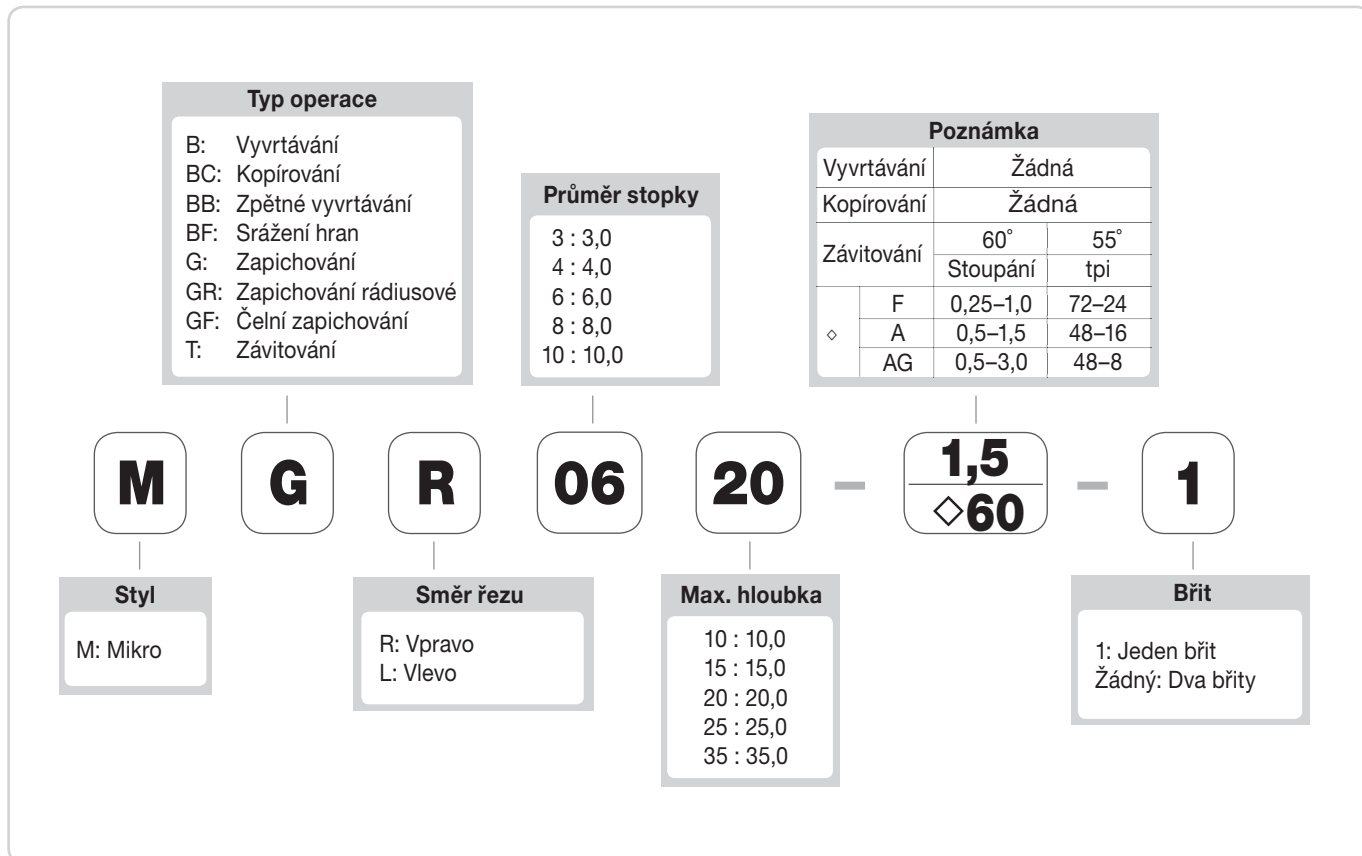 Typ operace
B: Vyvrtávání
BC: Kopírování
BB: Zpětné vyvrtávání
BF: Srážení hran
G: Zapichování
GR: Zapichování rádiusové
GF: Čelní zapichování
T: Závitování
Průměr stopky
3 : 3,0
4 : 4,0
6 : 6,0
8 : 8,0
10 : 10,0
Poznámka
Vyvrtávání Žádná
Kopírování Žádná
Závitování 60° 55°
Stoupání tpi
F 0,25–1,0 72–24
◇ A 0,5–1,5 48–16
AG 0,5–3,0 48–8
M G R 06 20 – 1,5 – 1
◇60
Styl
M: Mikro
Směr řezu
R: Vpravo
L: Vlevo
Max. hloubka
10 : 10,0
15 : 15,0
20 : 20,0
25 : 25,0
35 : 35,0
Břit
1: Jeden břit
Žádný: Dva břity